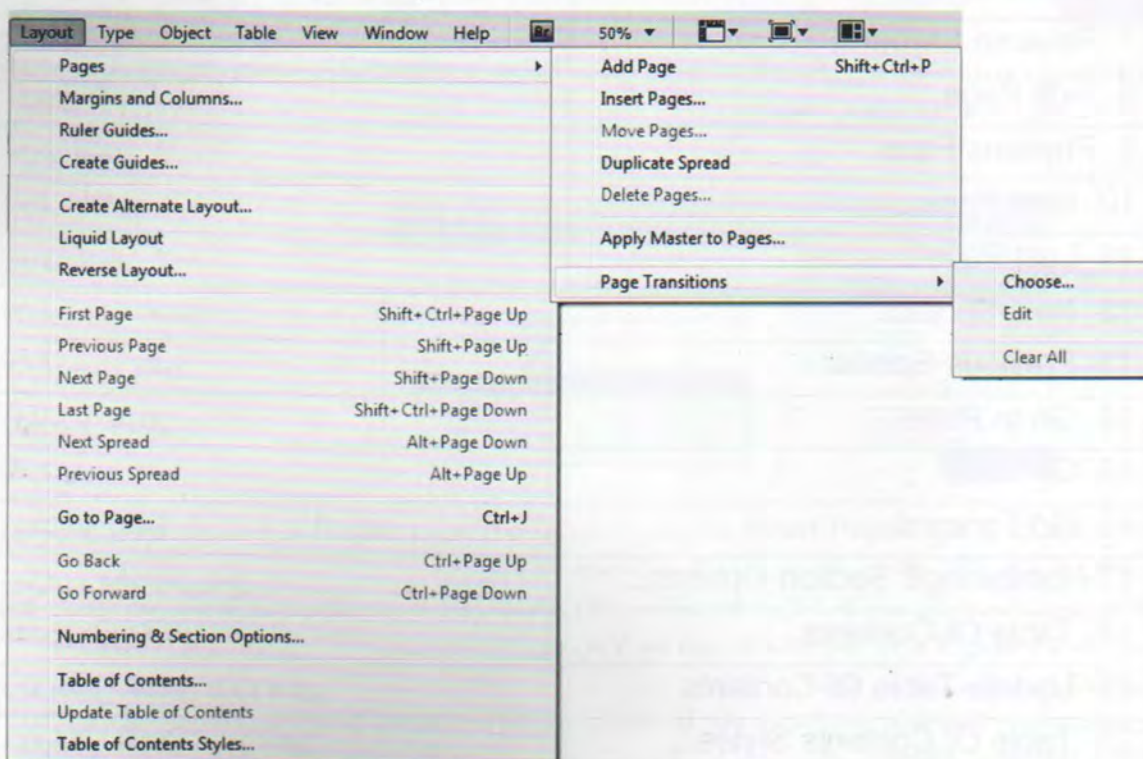 Layout Type Object Table View Window Help Br 50%
Pages
Margins and Columns...
Ruler Guides...
Create Guides...
Create Alternate Layout...
Liquid Layout
Reverse Layout...
First Page Shift+Ctrl+Page Up
Previous Page Shift+Page Up
Next Page Shift+Page Down
Last Page Shift+Ctrl+Page Down
Next Spread Alt+Page Down
Previous Spread Alt+Page Up
Go to Page... Ctrl+J
Go Back Ctrl+Page Up
Go Forward Ctrl+Page Down
Numbering & Section Options...
Table of Contents...
Update Table of Contents
Table of Contents Styles...
Add Page Shift+Ctrl+P
Insert Pages...
Move Pages...
Duplicate Spread
Delete Pages...
Apply Master to Pages...
Page Transitions
Choose...
Edit
Clear All